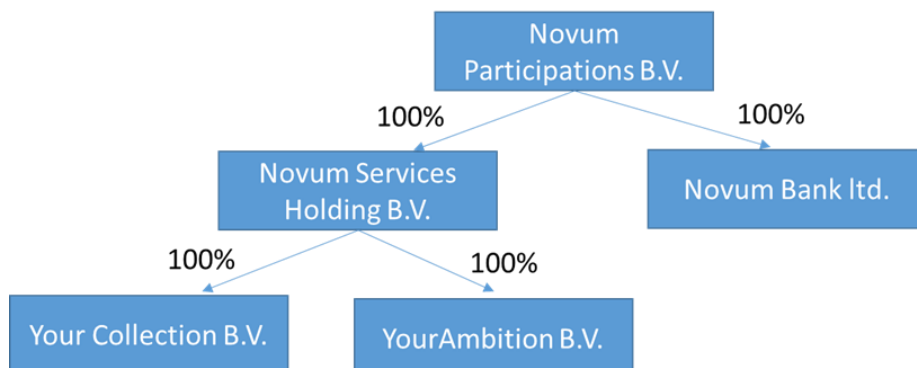 Novum
Participations B.V.
100%
100%
Novum Services
Holding B.V.
Novum Bank ltd.
100%
100%
Your Collection B.V.
YourAmbition B.V.